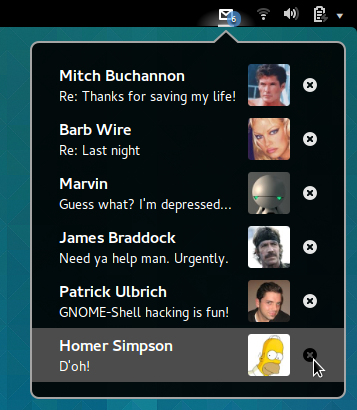 6
Mitch Buchannon
Re: Thanks for saving my life!
Barb Wire
Re: Last night
Marvin
Guess what? I'm depressed...
James Braddock
Need ya help man. Urgently.
Patrick Ulbrich
GNOME-Shell hacking is fun!
Homer Simpson
D'oh!